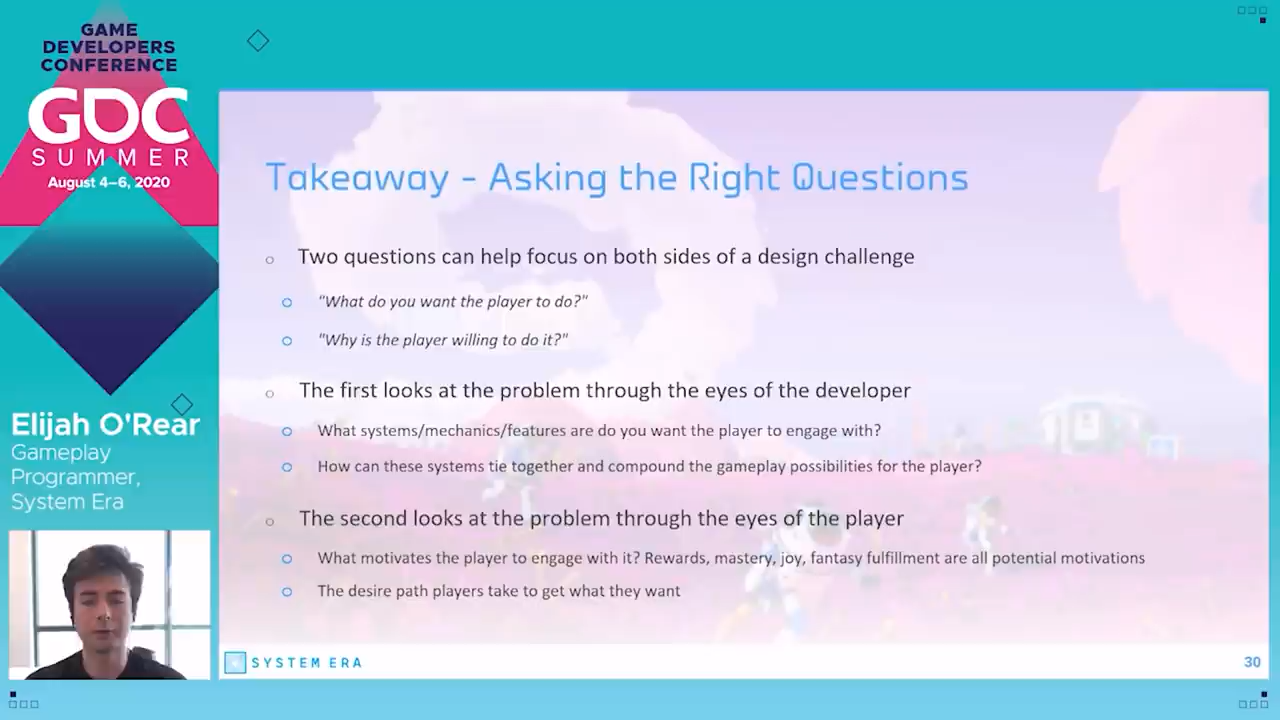 GAME
DEVELOPERS
CONFERENCE
GDC
SUMMER
August 4–6, 2020
Elijah O'Rear
Gameplay
Programmer,
System Era
Takeaway - Asking the Right Questions
Two questions can help focus on both sides of a design challenge
"What do you want the player to do?"
"Why is the player willing to do it?"
The first looks at the problem through the eyes of the developer
What systems/mechanics/features are do you want the player to engage with?
How can these systems tie together and compound the gameplay possibilities for the player?
The second looks at the problem through the eyes of the player
What motivates the player to engage with it? Rewards, mastery, joy, fantasy fulfillment are all potential motivations
The desire path players take to get what they want
SYSTEM ERA
30